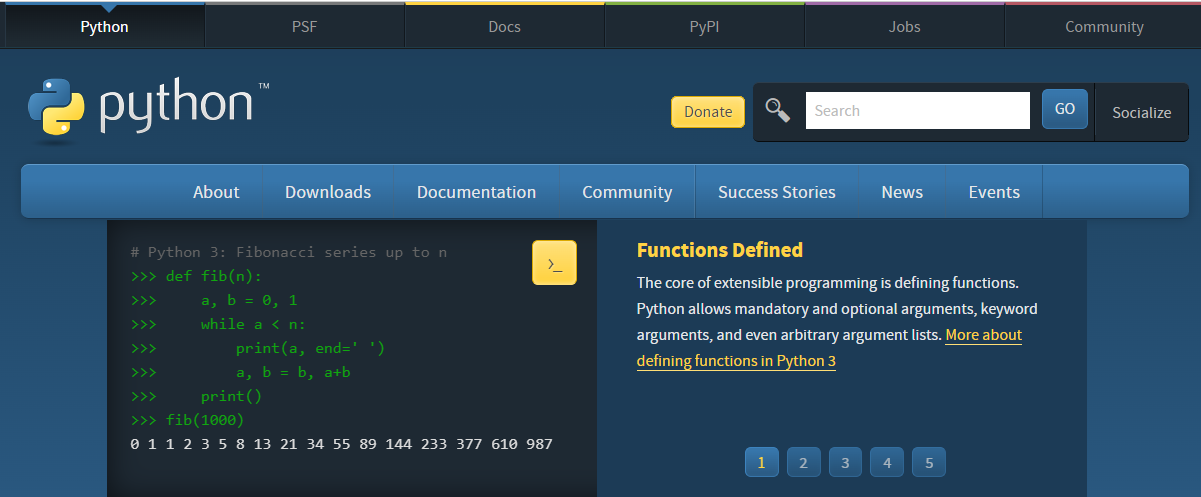 Python PSF Docs PyPI Jobs Community
python™
Donate Search GO Socialize
About Downloads Documentation Community Success Stories News Events
# Python 3: Fibonacci series up to n
>>> def fib(n):
>>>     a, b = 0, 1
>>>     while a < n:
>>>         print(a, end=' ')
>>>         a, b = b, a+b
>>>     print()
>>> fib(1000)
0 1 1 2 3 5 8 13 21 34 55 89 144 233 377 610 987
>_
Functions Defined
The core of extensible programming is defining functions.
Python allows mandatory and optional arguments, keyword
arguments, and even arbitrary argument lists. More about
defining functions in Python 3
1 2 3 4 5